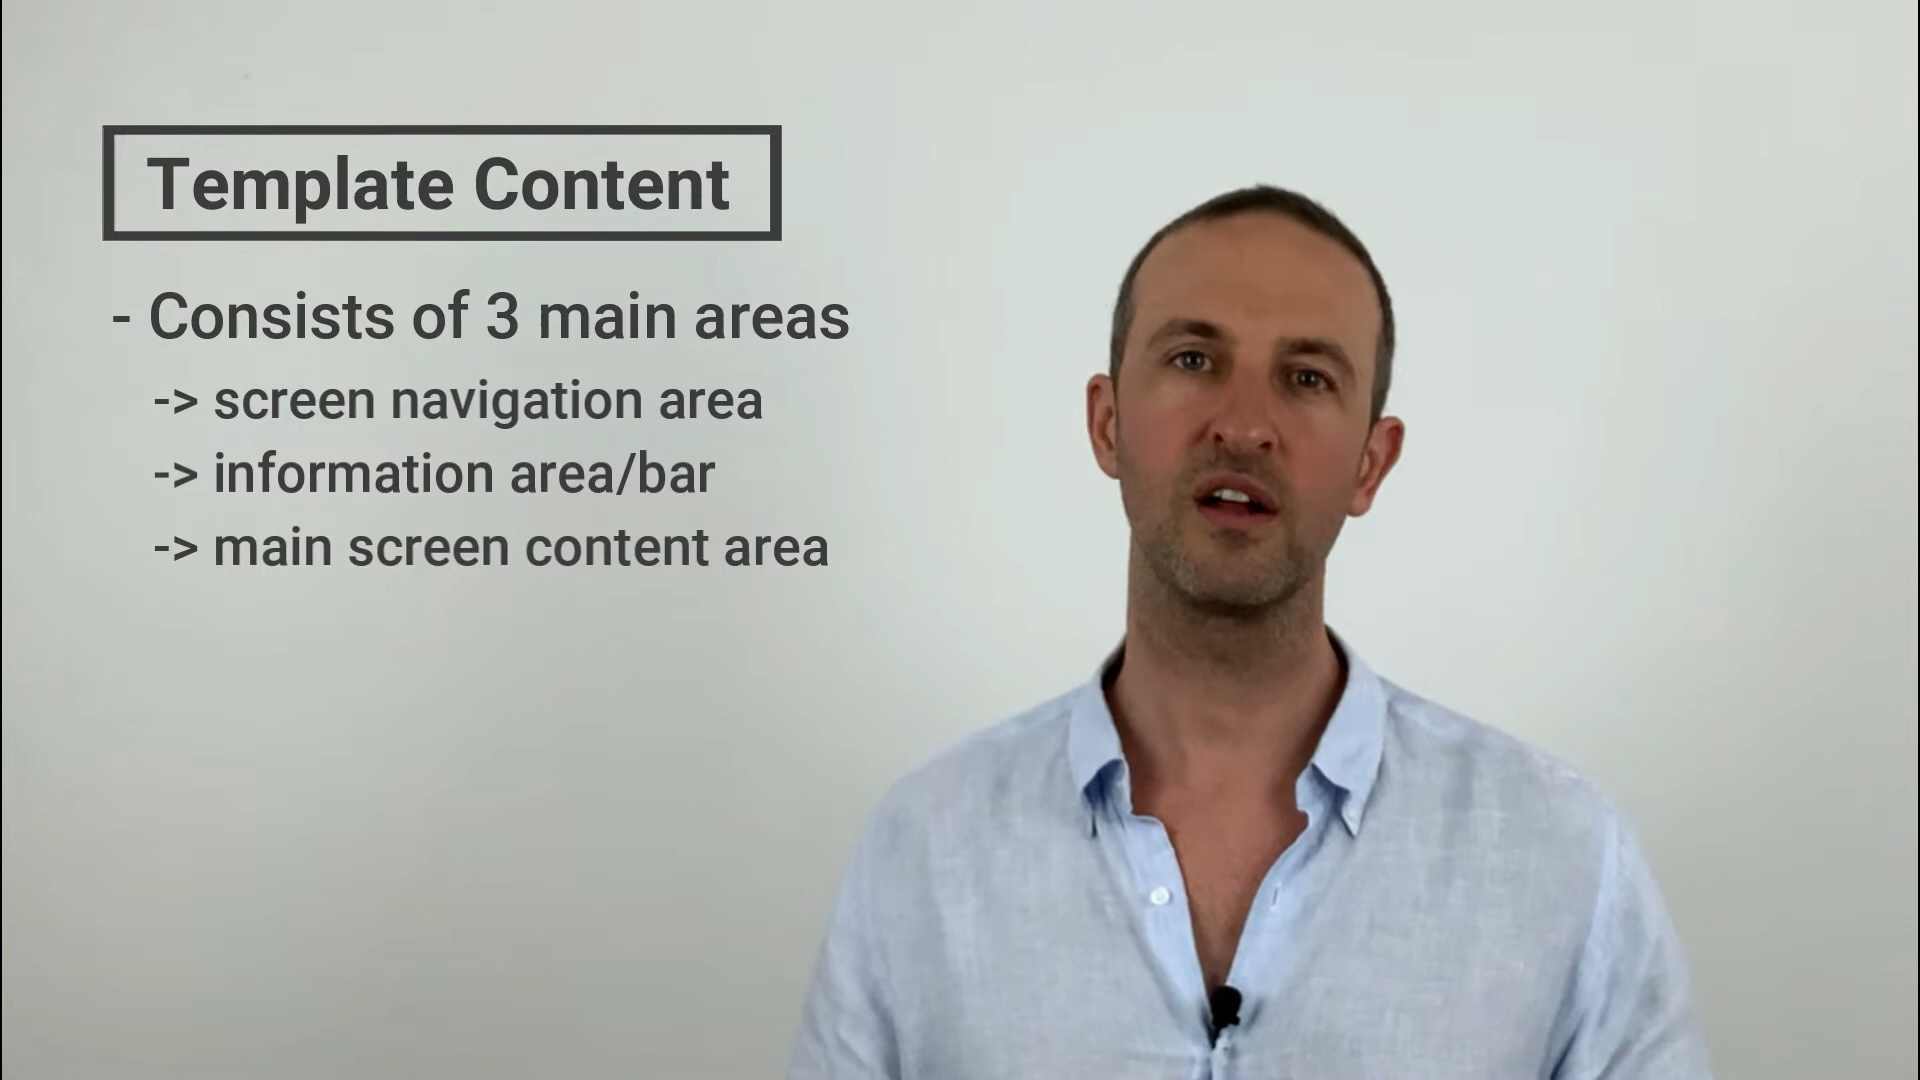 Template Content
- Consists of 3 main areas
-> screen navigation area
-> information area/bar
-> main screen content area